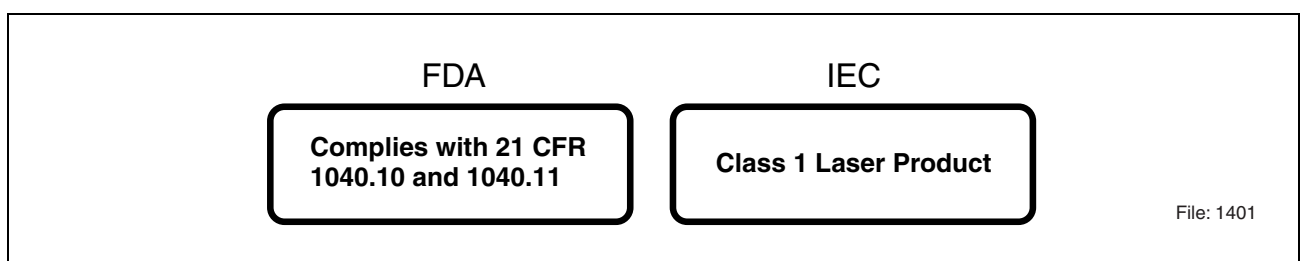 FDA
IEC
Complies with 21 CFR
1040.10 and 1040.11
Class 1 Laser Product
File: 1401